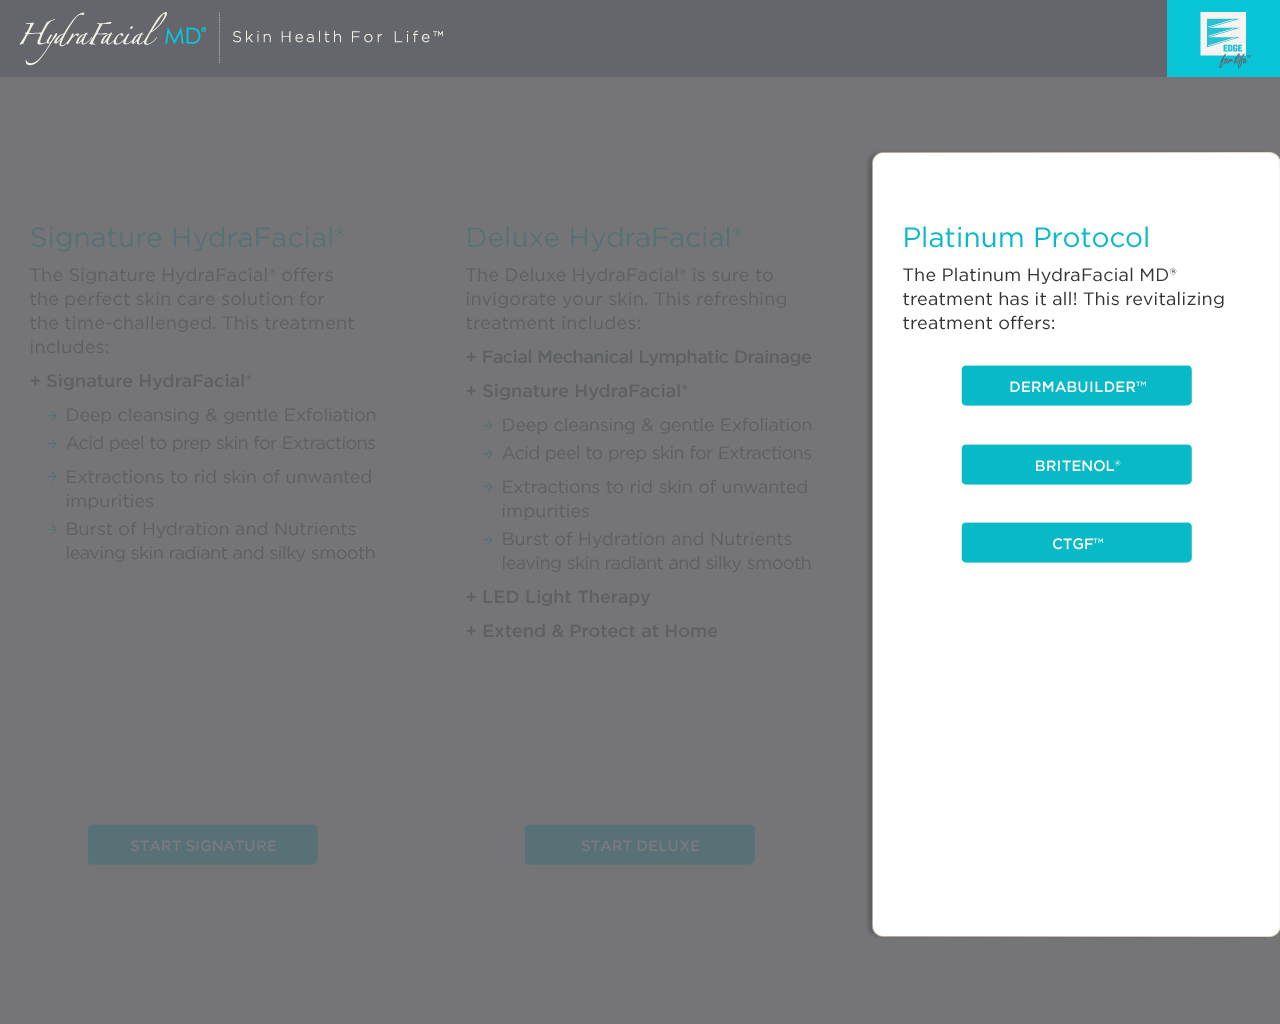 HydraFacial MD® Skin Health For Life™
EDGE
for life™
Signature HydraFacial®
The Signature HydraFacial® offers
the perfect skin care solution for
the time-challenged. This treatment
includes:
+ Signature HydraFacial®
→ Deep cleansing & gentle Exfoliation
→ Acid peel to prep skin for Extractions
→ Extractions to rid skin of unwanted
impurities
→ Burst of Hydration and Nutrients
leaving skin radiant and silky smooth
START SIGNATURE
Deluxe HydraFacial®
The Deluxe HydraFacial® is sure to
invigorate your skin. This refreshing
treatment includes:
+ Facial Mechanical Lymphatic Drainage
+ Signature HydraFacial®
→ Deep cleansing & gentle Exfoliation
→ Acid peel to prep skin for Extractions
→ Extractions to rid skin of unwanted
impurities
→ Burst of Hydration and Nutrients
leaving skin radiant and silky smooth
+ LED Light Therapy
+ Extend & Protect at Home
START DELUXE
Platinum Protocol
The Platinum HydraFacial MD®
treatment has it all! This revitalizing
treatment offers:
DERMABUILDER™
BRITENOL®
CTGF™